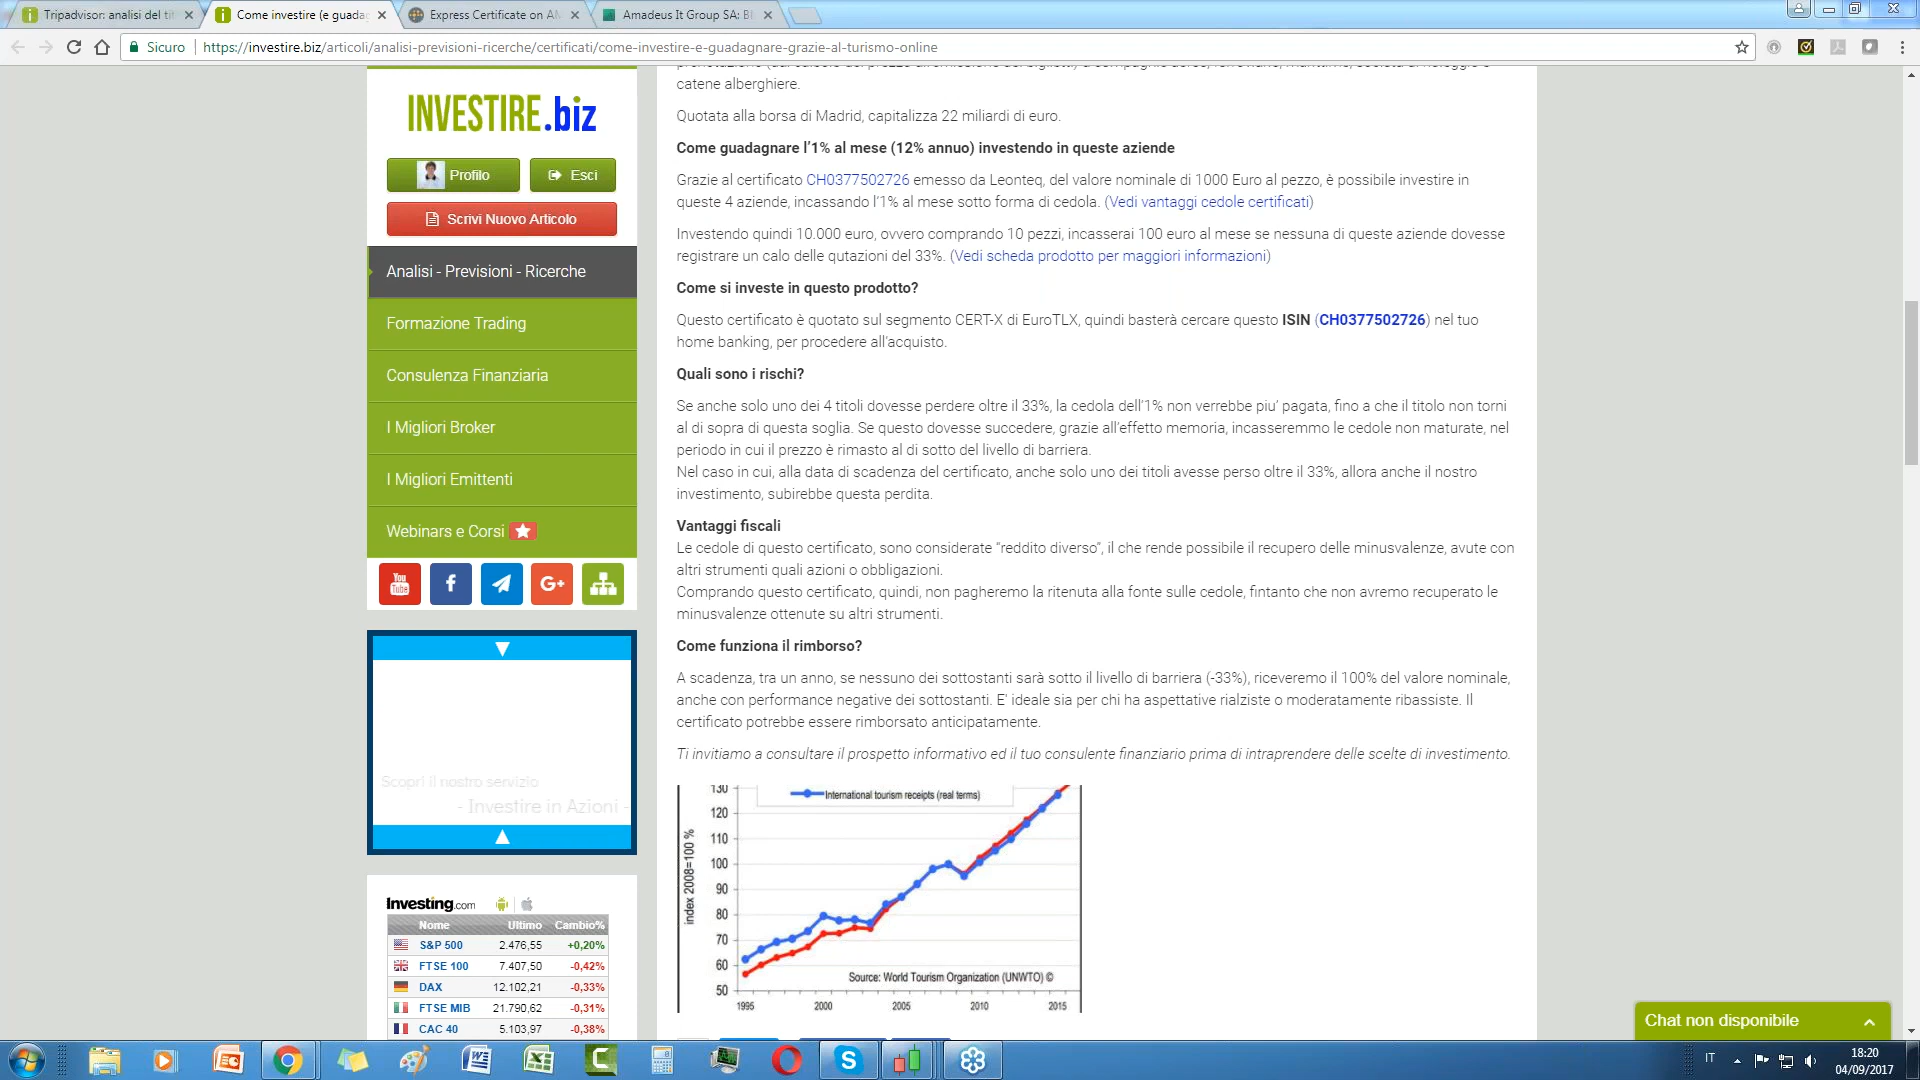 Tripadvisor: analisi del tit
Come investire (e guadag
Express Certificate on AM
Amadeus It Group SA: BM
Sicuro
https://investire.biz/articoli/analisi-previsioni-ricerche/certificati/come-investire-e-guadagnare-grazie-al-turismo-online
INVESTIRE.biz
Profilo
Esci
Scrivi Nuovo Articolo
Analisi - Previsioni - Ricerche
Formazione Trading
Consulenza Finanziaria
I Migliori Broker
I Migliori Emittenti
Webinars e Corsi
You Tube
f
G+
Scopri il nostro servizio
- Investire in Azioni -
Investing.com
Nome Ultimo Cambio%
S&P 500 2.476,55 +0,20%
FTSE 100 7.407,50 -0,42%
DAX 12.102,21 -0,33%
FTSE MIB 21.790,62 -0,31%
CAC 40 5.103,97 -0,38%
catene alberghiere.
Quotata alla borsa di Madrid, capitalizza 22 miliardi di euro.
Come guadagnare l'1% al mese (12% annuo) investendo in queste aziende
Grazie al certificato CH0377502726 emesso da Leonteq, del valore nominale di 1000 Euro al pezzo, è possibile investire in
queste 4 aziende, incassando l'1% al mese sotto forma di cedola. (Vedi vantaggi cedole certificati)
Investendo quindi 10.000 euro, ovvero comprando 10 pezzi, incasserai 100 euro al mese se nessuna di queste aziende dovesse
registrare un calo delle qutazioni del 33%. (Vedi scheda prodotto per maggiori informazioni)
Come si investe in questo prodotto?
Questo certificato è quotato sul segmento CERT-X di EuroTLX, quindi basterà cercare questo ISIN (CH0377502726) nel tuo
home banking, per procedere all'acquisto.
Quali sono i rischi?
Se anche solo uno dei 4 titoli dovesse perdere oltre il 33%, la cedola dell'1% non verrebbe piu' pagata, fino a che il titolo non torni
al di sopra di questa soglia. Se questo dovesse succedere, grazie all'effetto memoria, incasseremmo le cedole non maturate, nel
periodo in cui il prezzo è rimasto al di sotto del livello di barriera.
Nel caso in cui, alla data di scadenza del certificato, anche solo uno dei titoli avesse perso oltre il 33%, allora anche il nostro
investimento, subirebbe questa perdita.
Vantaggi fiscali
Le cedole di questo certificato, sono considerate "reddito diverso", il che rende possibile il recupero delle minusvalenze, avute con
altri strumenti quali azioni o obbligazioni.
Comprando questo certificato, quindi, non pagheremo la ritenuta alla fonte sulle cedole, fintanto che non avremo recuperato le
minusvalenze ottenute su altri strumenti.
Come funziona il rimborso?
A scadenza, tra un anno, se nessuno dei sottostanti sarà sotto il livello di barriera (-33%), riceveremo il 100% del valore nominale,
anche con performance negative dei sottostanti. E' ideale sia per chi ha aspettative rialziste o moderatamente ribassiste. Il
certificato potrebbe essere rimborsato anticipatamente.
Ti invitiamo a consultare il prospetto informativo ed il tuo consulente finanziario prima di intraprendere delle scelte di investimento.
International tourism receipts (real terms)
index 2008=100 %
130
120
110
100
90
80
70
60
50
Source: World Tourism Organization (UNWTO) ©
1995 2000 2005 2010 2015
Chat non disponibile
IT
18:20
04/09/2017